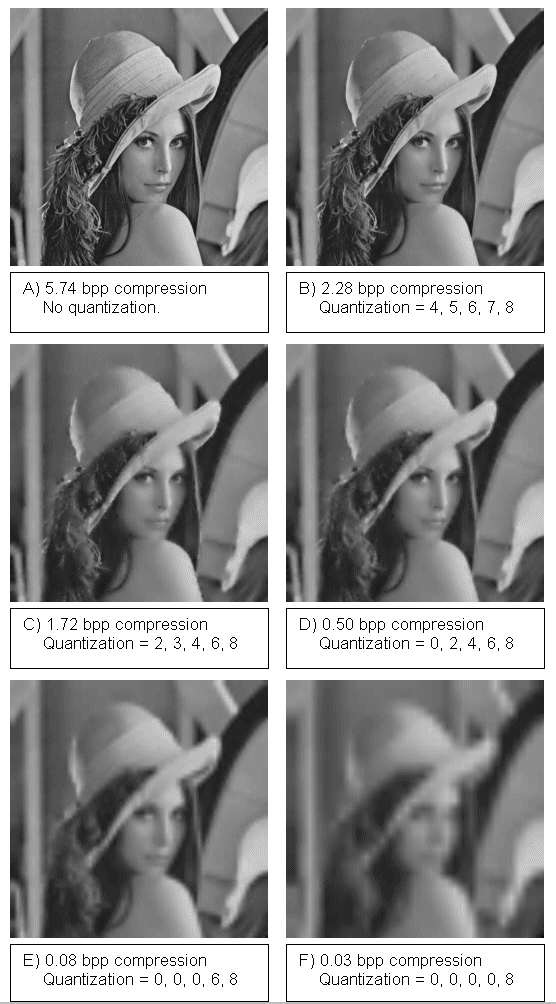 A) 5.74 bpp compression
No quantization.
B) 2.28 bpp compression
Quantization = 4, 5, 6, 7, 8
C) 1.72 bpp compression
Quantization = 2, 3, 4, 6, 8
D) 0.50 bpp compression
Quantization = 0, 2, 4, 6, 8
E) 0.08 bpp compression
Quantization = 0, 0, 0, 6, 8
F) 0.03 bpp compression
Quantization = 0, 0, 0, 0, 8